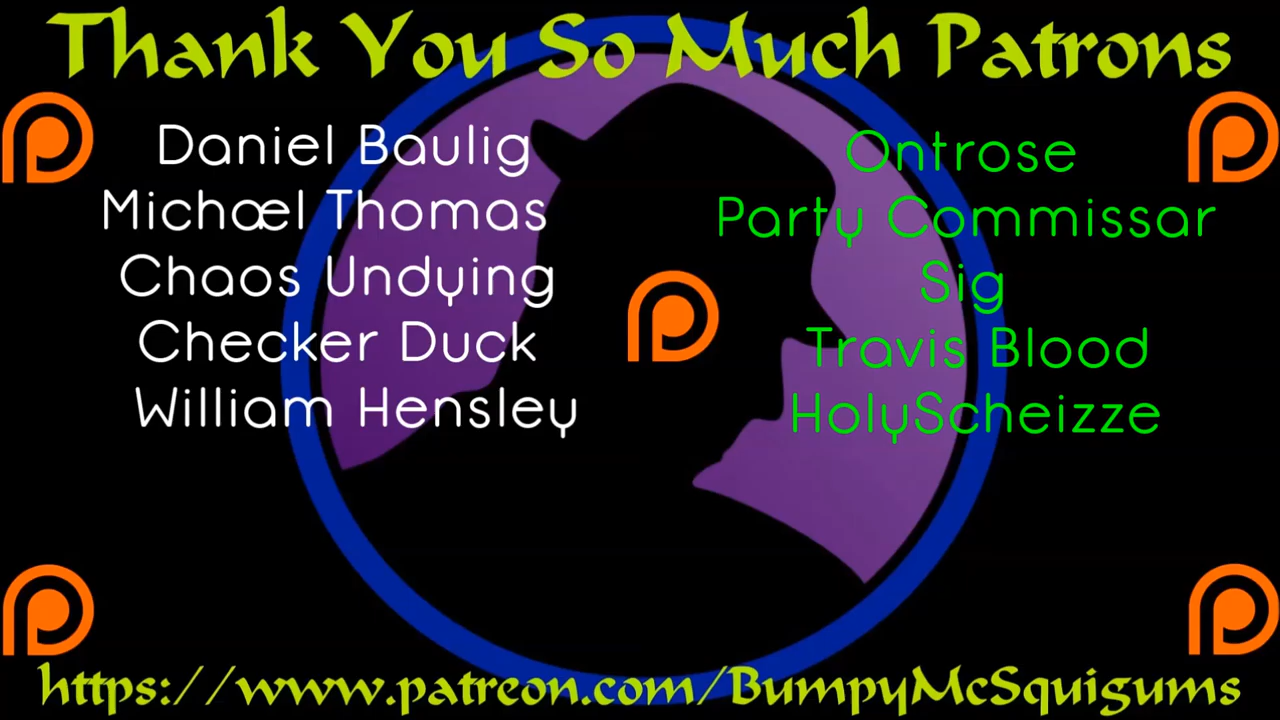 Thank You So Much Patrons
Daniel Baulig
Michæl Thomas
Chaos Undying
Checker Duck
William Hensley
Ontrose
Party Commissar
Sig
Travis Blood
HolyScheizze
https://www.patreon.com/BumpyMcSquigums